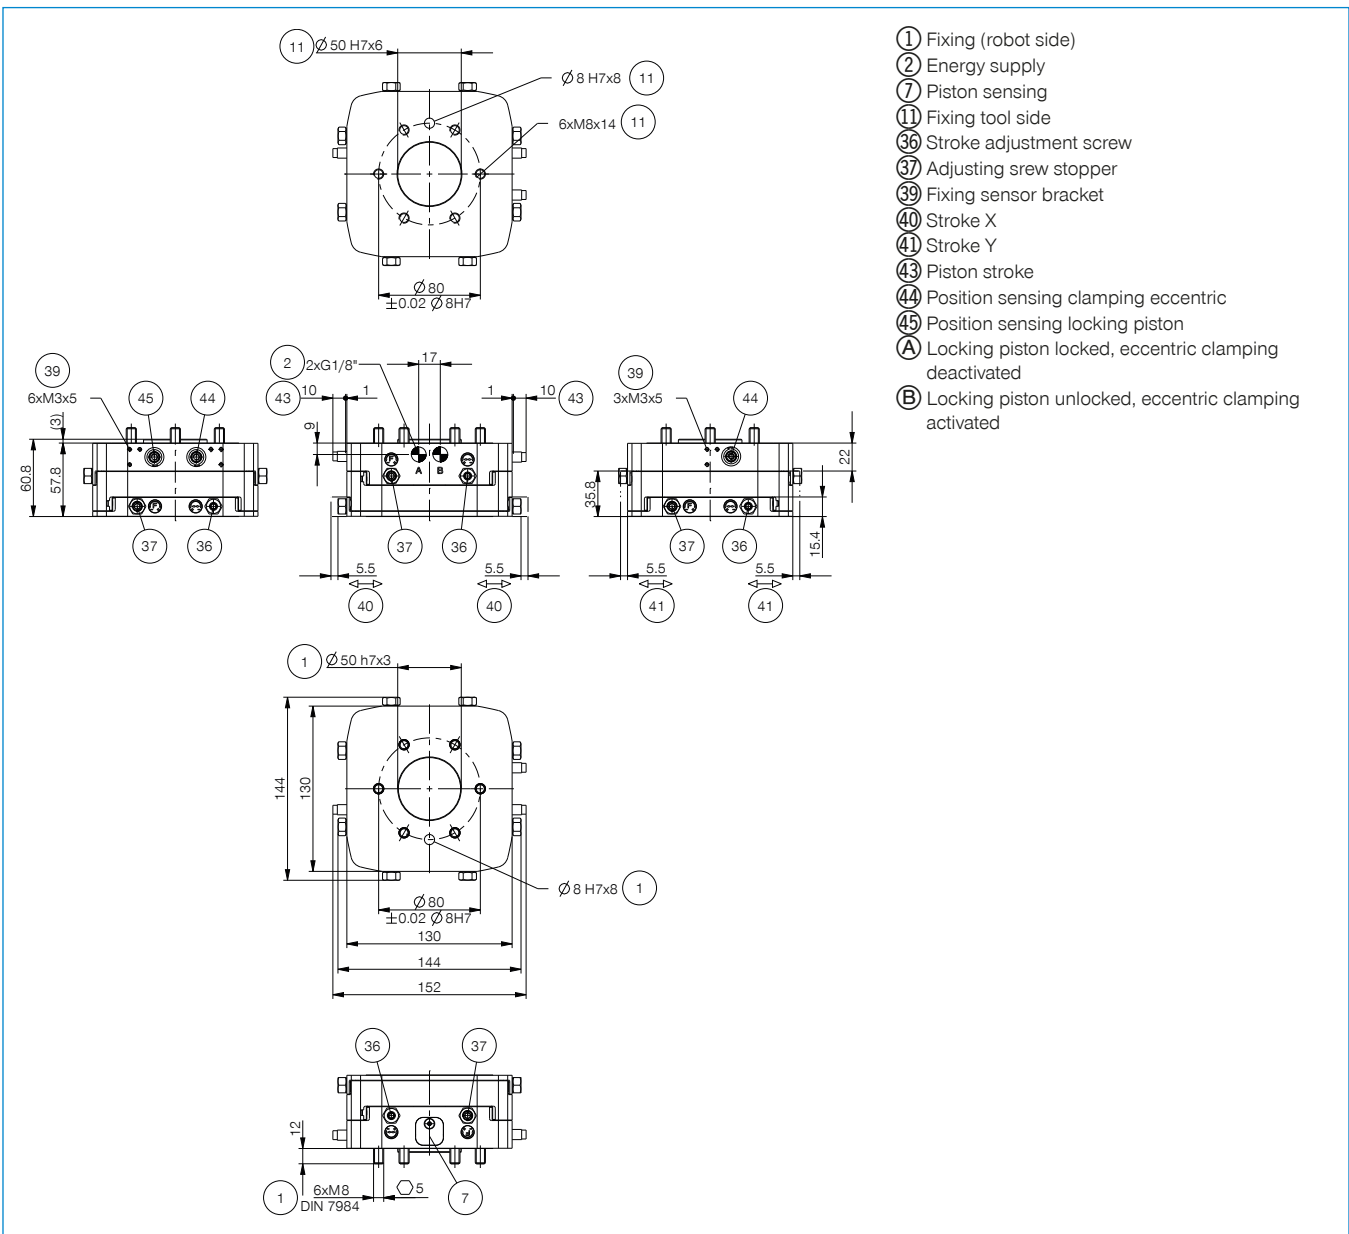 11 Ø 50 H7x6
Ø 8 H7x8 11
6xM8x14 11
Ø 80
±0.02 Ø 8H7
1 Fixing (robot side)
2 Energy supply
7 Piston sensing
11 Fixing tool side
36 Stroke adjustment screw
37 Adjusting srew stopper
39 Fixing sensor bracket
40 Stroke X
41 Stroke Y
43 Piston stroke
44 Position sensing clamping eccentric
45 Position sensing locking piston
A Locking piston locked, eccentric clamping
deactivated
B Locking piston unlocked, eccentric clamping
activated
39
6xM3x5
45
44
(3)
60.8
57.8
37
36
2 2xG1/8"
17
10
1
43
1
10
43
9
A B
37
36
5.5
5.5
40
40
39
3xM3x5
44
22
35.8
15.4
37
36
5.5
5.5
41
41
1 Ø 50 h7x3
144
130
Ø 8 H7x8 1
Ø 80
±0.02 Ø 8H7
130
144
152
36
37
12
1
6xM8
DIN 7984
5
7